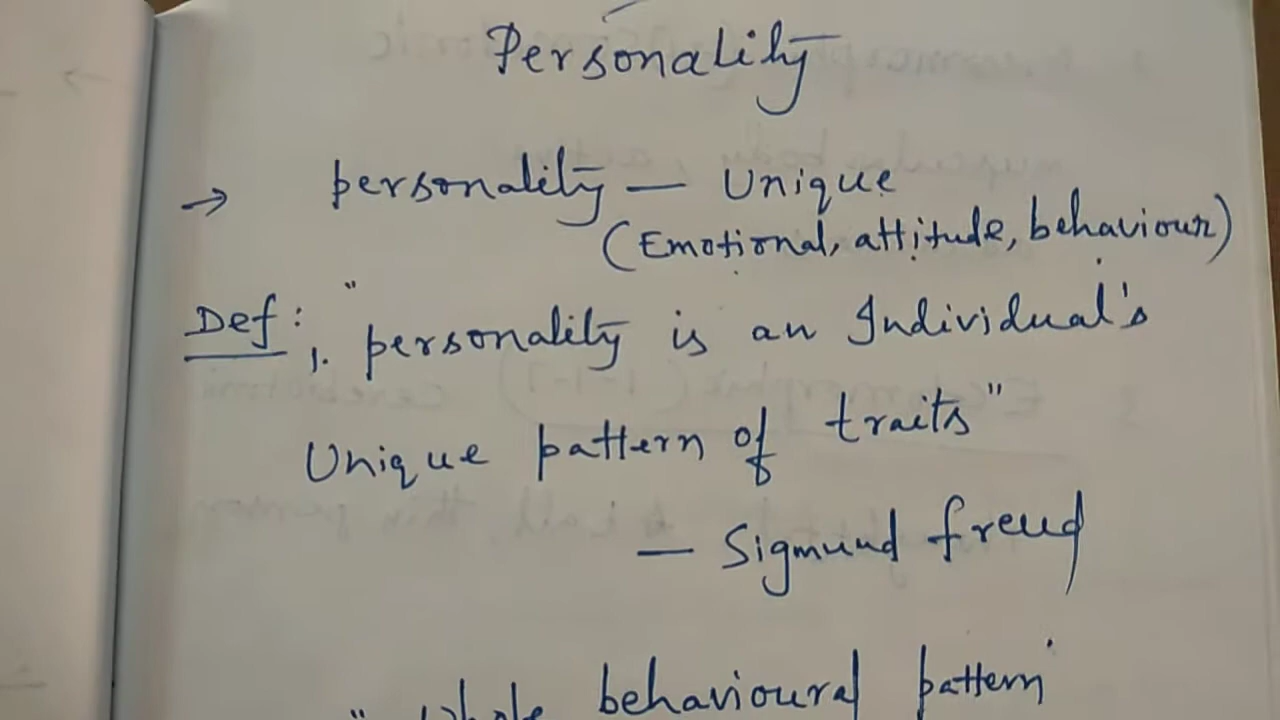 Personality
→ personality — Unique
(Emotional, attitude, behaviour)
Def: 1. "personality is an Individual's
Unique pattern of traits"
— Sigmund freud
" whole behavioural pattern